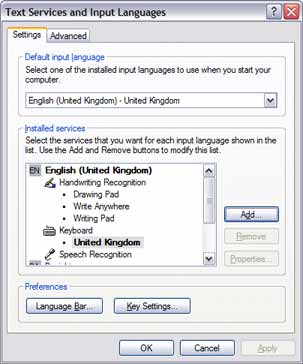 Text Services and Input Languages
Settings
Advanced
Default input language
Select one of the installed input languages to use when you start your
computer.
English (United Kingdom) - United Kingdom
Installed services
Select the services that you want for each input language shown in the
list. Use the Add and Remove buttons to modify this list.
EN English (United Kingdom)
Handwriting Recognition
• Drawing Pad
• Write Anywhere
• Writing Pad
Keyboard
• United Kingdom
Speech Recognition
Add...
Remove
Properties...
Preferences
Language Bar...
Key Settings...
OK
Cancel
Apply